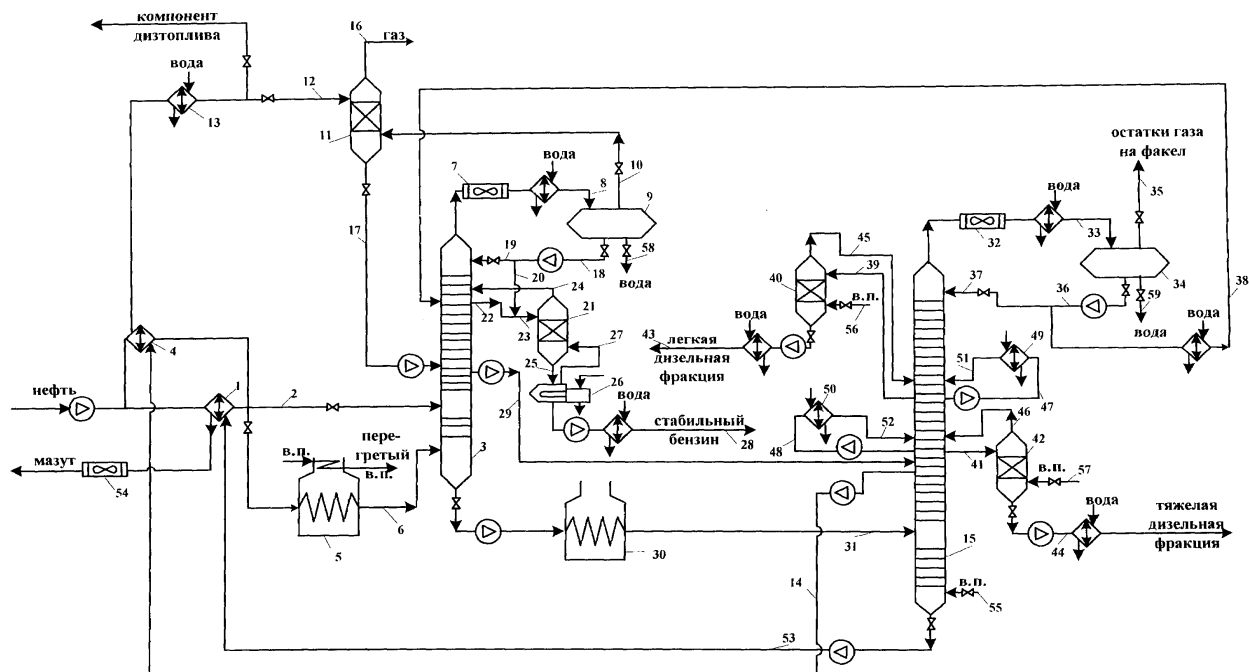 компонент
дизтоплива
16
газ
вода
12
13
11
10
вода
7
8
9
17
19
20
18
58
вода
24
22
23
21
27
25
26
вода
29
стабильный
бензин
28
нефть
1
2
4
мазут
54
в.п.
пере-
гретый
в.п.
5
6
3
30
31
14
53
остатки газа
на факел
35
вода
32
33
34
45
39
40
в.п.
56
вода
43
легкая
дизельная
фракция
37
36
59
вода
вода
38
49
51
47
50
52
48
46
42
41
в.п.
57
вода
44
тяжелая
дизельная
фракция
15
в.п.
55